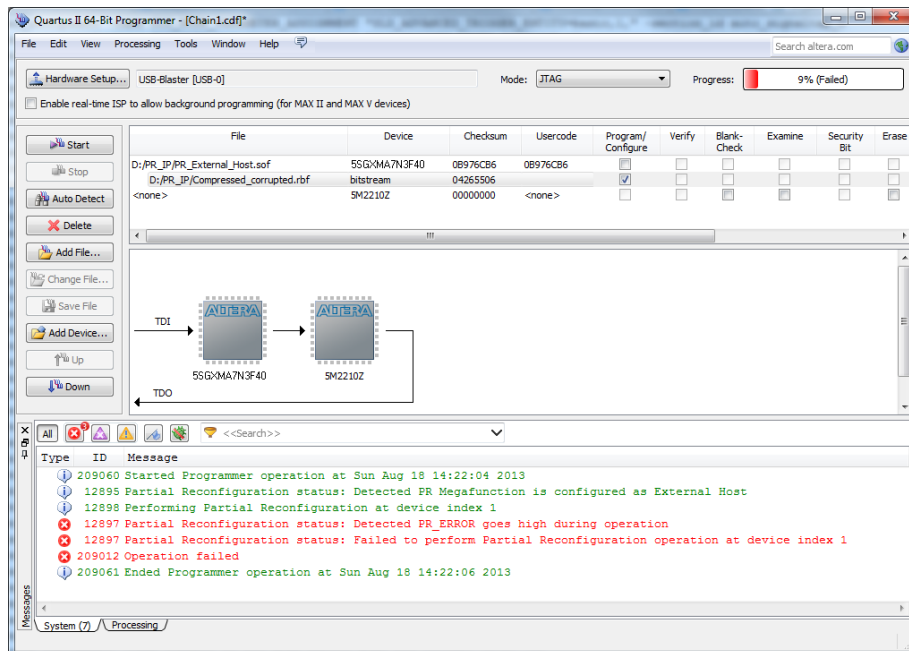 Quartus II 64-Bit Programmer - [Chain1.cdf]*
File Edit View Processing Tools Window Help
Search altera.com
Hardware Setup... USB-Blaster [USB-0] Mode: JTAG Progress: 9% (Failed)
Enable real-time ISP to allow background programming (for MAX II and MAX V devices)
Start
Stop
Auto Detect
Delete
Add File...
Change File...
Save File
Add Device...
Up
Down
File Device Checksum Usercode Program/ Verify Blank- Examine Security Erase
Configure Check Bit
D:/PR_IP/PR_External_Host.sof 5SGXMA7N3F40 0B976CB6 0B976CB6
D:/PR_IP/Compressed_corrupted.rbf bitstream 04265506
<none> 5M2210Z 00000000 <none>
ALTERA ALTERA
TDI
5SGXMA7N3F40 5M2210Z
TDO
All 3 <<Search>>
Type ID Message
209060 Started Programmer operation at Sun Aug 18 14:22:04 2013
12895 Partial Reconfiguration status: Detected PR Megafunction is configured as External Host
12898 Performing Partial Reconfiguration at device index 1
12897 Partial Reconfiguration status: Detected PR_ERROR goes high during operation
12897 Partial Reconfiguration status: Failed to perform Partial Reconfiguration operation at device index 1
209012 Operation failed
209061 Ended Programmer operation at Sun Aug 18 14:22:06 2013
Messages
System (7) Processing